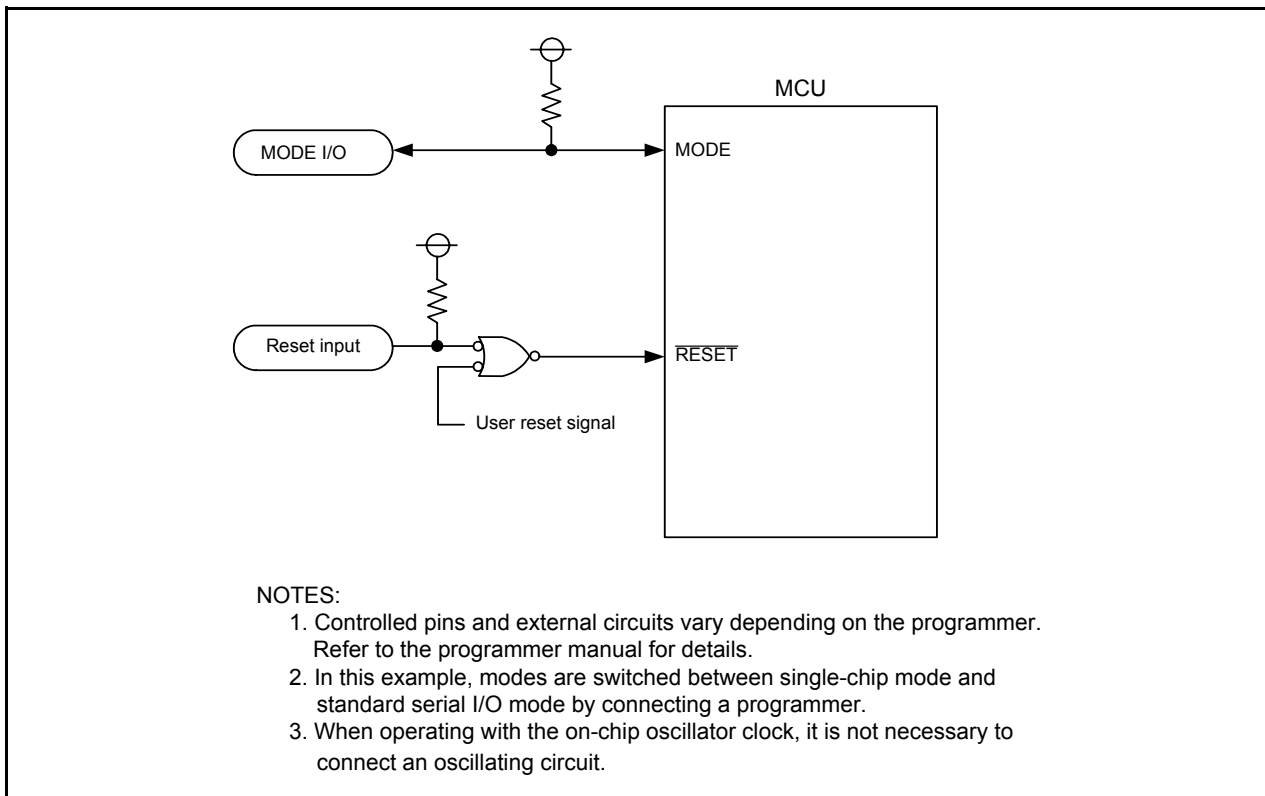 MCU
MODE I/O
MODE
Reset input
RESET
User reset signal
NOTES:
1. Controlled pins and external circuits vary depending on the programmer.
Refer to the programmer manual for details.
2. In this example, modes are switched between single-chip mode and
standard serial I/O mode by connecting a programmer.
3. When operating with the on-chip oscillator clock, it is not necessary to
connect an oscillating circuit.